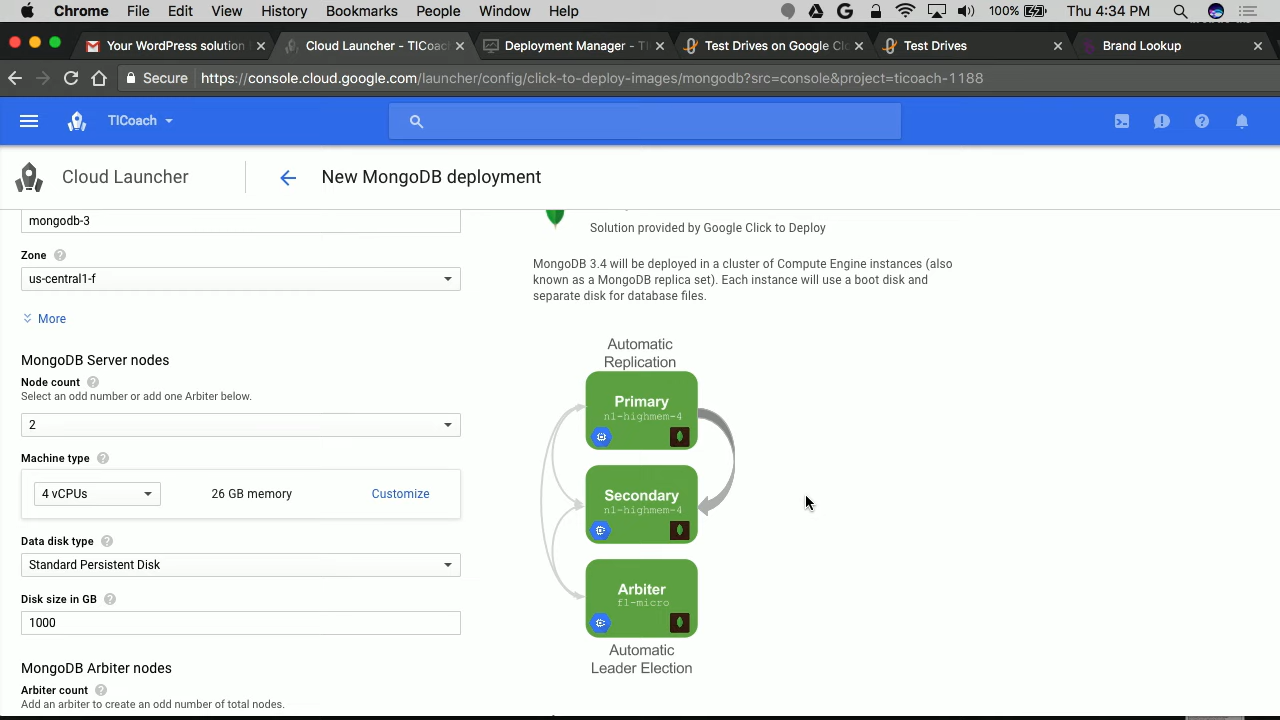 Chrome File Edit View History Bookmarks People Window Help 100% Thu 4:34 PM
Your WordPress solution Cloud Launcher - TICoac Deployment Manager - T Test Drives on Google Clo Test Drives Brand Lookup
Secure https://console.cloud.google.com/launcher/config/click-to-deploy-images/mongodb?src=console&project=ticoach-1188
TICoach
Cloud Launcher New MongoDB deployment
mongodb-3
Zone
us-central1-f
More
MongoDB Server nodes
Node count
Select an odd number or add one Arbiter below.
2
Machine type
4 vCPUs 26 GB memory Customize
Data disk type
Standard Persistent Disk
Disk size in GB
1000
MongoDB Arbiter nodes
Arbiter count
Add an arbiter to create an odd number of total nodes.
Solution provided by Google Click to Deploy
MongoDB 3.4 will be deployed in a cluster of Compute Engine instances (also
known as a MongoDB replica set). Each instance will use a boot disk and
separate disk for database files.
Automatic
Replication
Primary
n1-highmem-4
Secondary
n1-highmem-4
Arbiter
f1-micro
Automatic
Leader Election